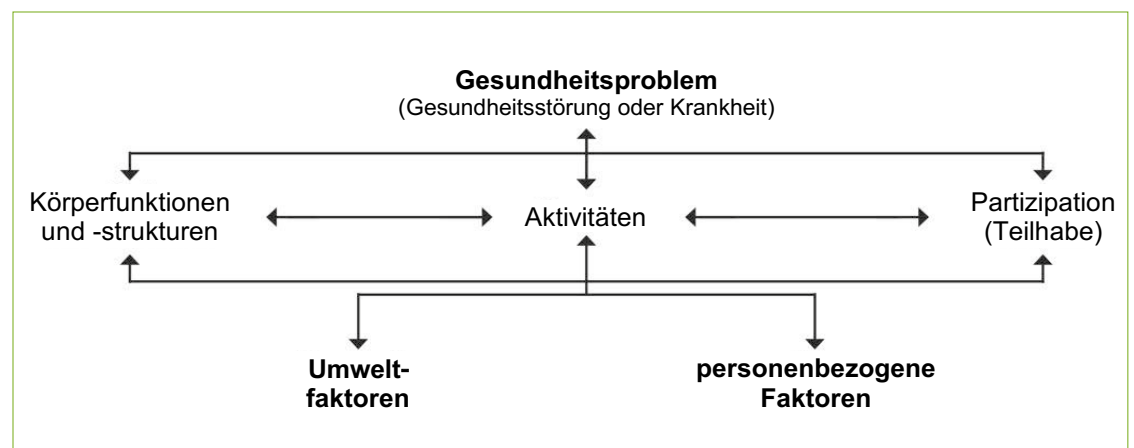 Gesundheitsproblem
(Gesundheitsstörung oder Krankheit)
Körperfunktionen
und -strukturen
Aktivitäten
Partizipation
(Teilhabe)
Umwelt-
faktoren
personenbezogene
Faktoren